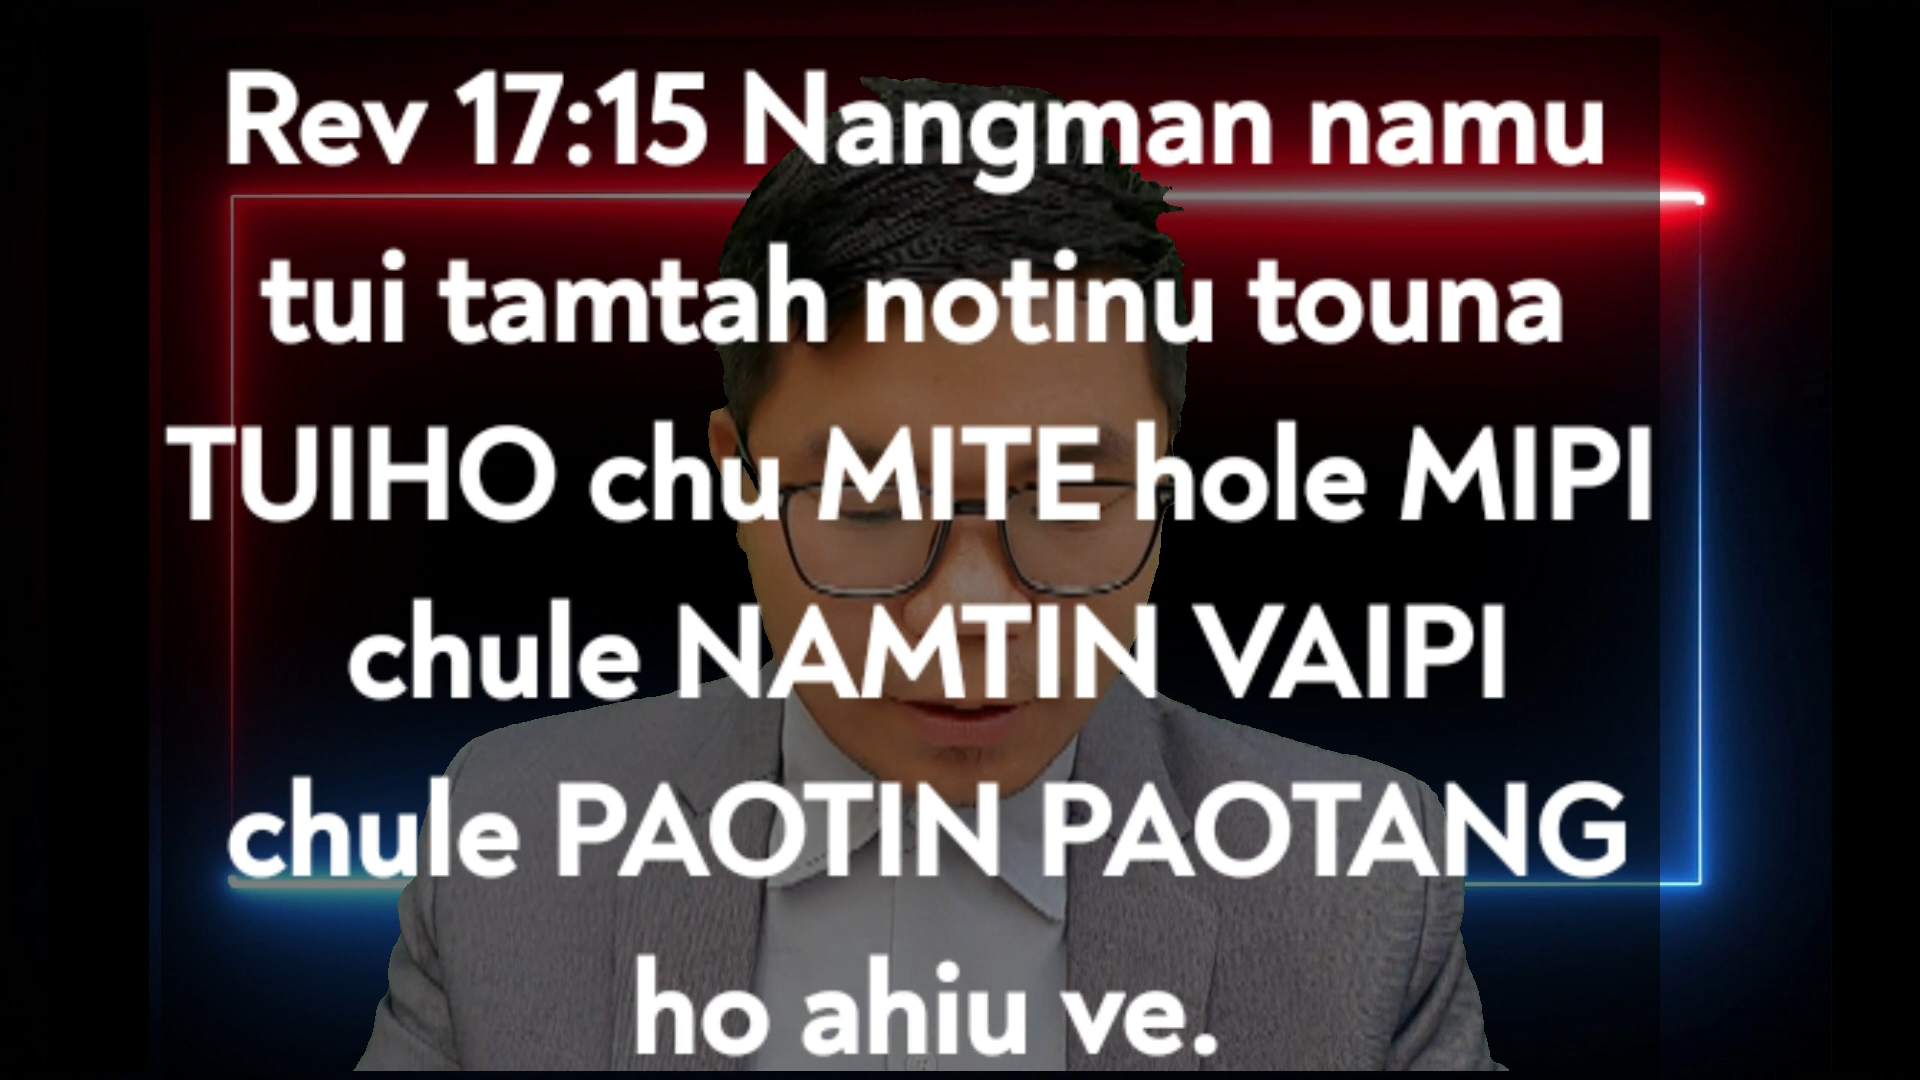 Rev 17:15 Nangman namu
tui tamtah notinu touna
TUIHO chu MITE hole MIPI
chule NAMTIN VAIPI
chule PAOTIN PAOTANG
ho ahiu ve.